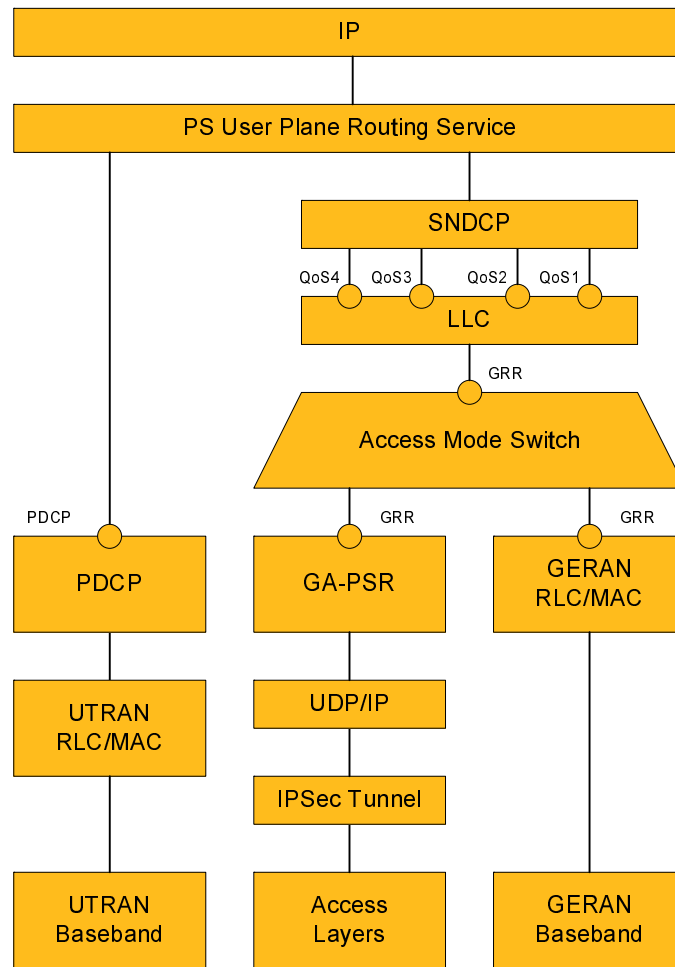 IP
PS User Plane Routing Service
SNDCP
QoS4 QoS3 QoS2 QoS1
LLC
GRR
Access Mode Switch
PDCP GRR GRR
PDCP
GA-PSR
GERAN
RLC/MAC
UTRAN
RLC/MAC
UDP/IP
IPSec Tunnel
UTRAN
Baseband
Access
Layers
GERAN
Baseband